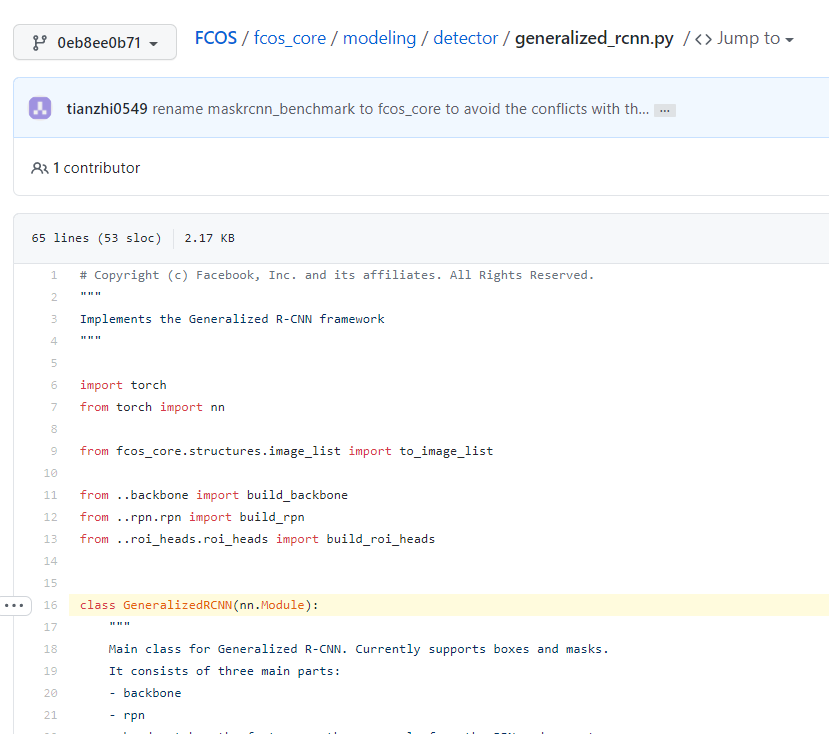 0eb8ee0b71
FCOS / fcos_core / modeling / detector / generalized_rcnn.py / <> Jump to
tianzhi0549 rename maskrcnn_benchmark to fcos_core to avoid the conflicts with th... ...
1 contributor
65 lines (53 sloc) 2.17 KB
1 # Copyright (c) Facebook, Inc. and its affiliates. All Rights Reserved.
2 """
3 Implements the Generalized R-CNN framework
4 """
5
6 import torch
7 from torch import nn
8
9 from fcos_core.structures.image_list import to_image_list
10
11 from ..backbone import build_backbone
12 from ..rpn.rpn import build_rpn
13 from ..roi_heads.roi_heads import build_roi_heads
14
15
... 16 class GeneralizedRCNN(nn.Module):
17 """
18 Main class for Generalized R-CNN. Currently supports boxes and masks.
19 It consists of three main parts:
20 - backbone
21 - rpn